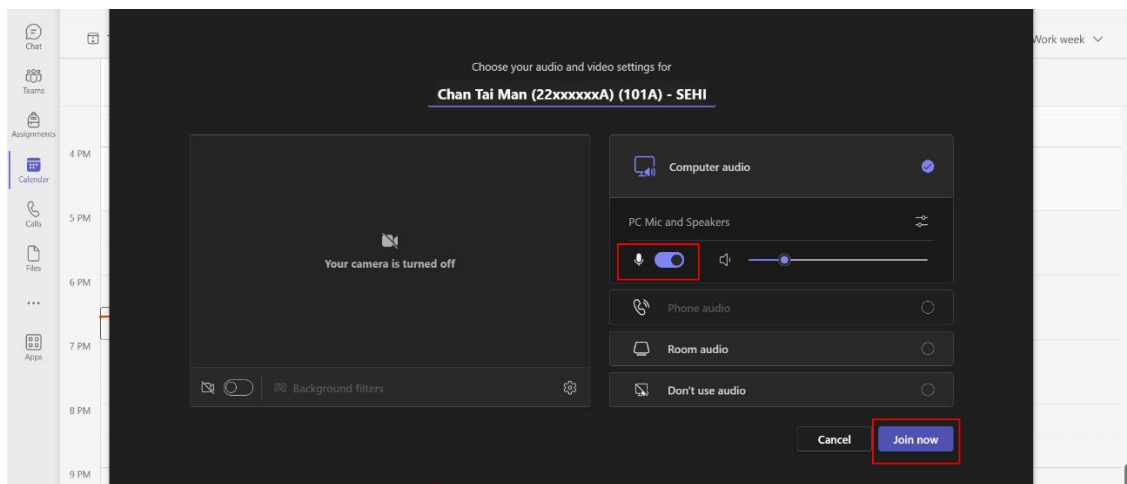 Chat
Teams
Assignments
Calendar
Calls
Files
Apps
4 PM
5 PM
6 PM
7 PM
8 PM
9 PM
Work week
Choose your audio and video settings for
Chan Tai Man (22xxxxxxA) (101A) - SEHI
Your camera is turned off
Background filters
Computer audio
PC Mic and Speakers
Phone audio
Room audio
Don't use audio
Cancel
Join now